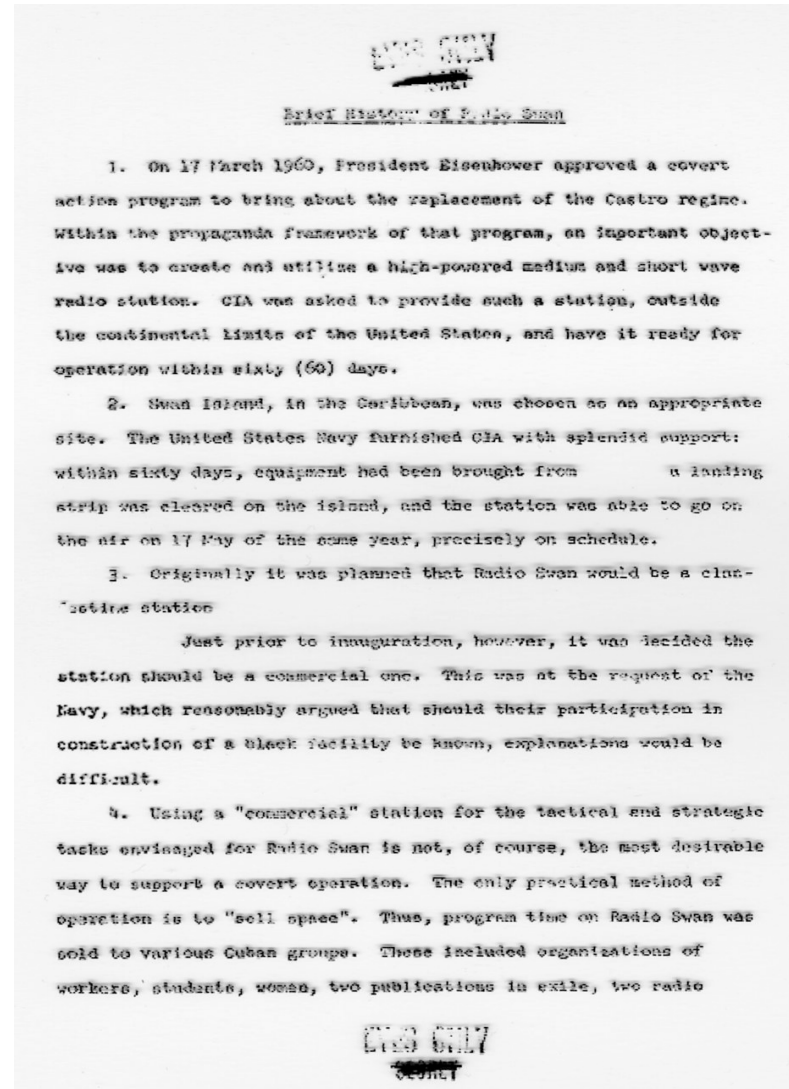 EYES ONLY
Brief History of Radio Swan
1. On 17 March 1960, President Eisenhower approved a covert
action program to bring about the replacement of the Castro regime.
Within the propaganda framework of that program, an important object-
ive was to create and utilize a high-powered medium and short wave
radio station. CIA was asked to provide such a station, outside
the continental limits of the United States, and have it ready for
operation within sixty (60) days.
2. Swan Island, in the Caribbean, was chosen as an appropriate
site. The United States Navy furnished CIA with splendid support:
within sixty days, equipment had been brought from a landing
strip was cleared on the island, and the station was able to go on
the air on 17 May of the same year, precisely on schedule.
3. Originally it was planned that Radio Swan would be a clan-
destine station
Just prior to inauguration, however, it was decided the
station should be a commercial one. This was at the request of the
Navy, which reasonably argued that should their participation in
construction of a black facility be known, explanations would be
difficult.
4. Using a "commercial" station for the tactical and strategic
tasks envisaged for Radio Swan is not, of course, the most desirable
way to support a covert operation. The only practical method of
operation is to "sell space". Thus, program time on Radio Swan was
sold to various Cuban groups. These included organizations of
workers, students, women, two publications in exile, two radio
EYES ONLY
SECRET